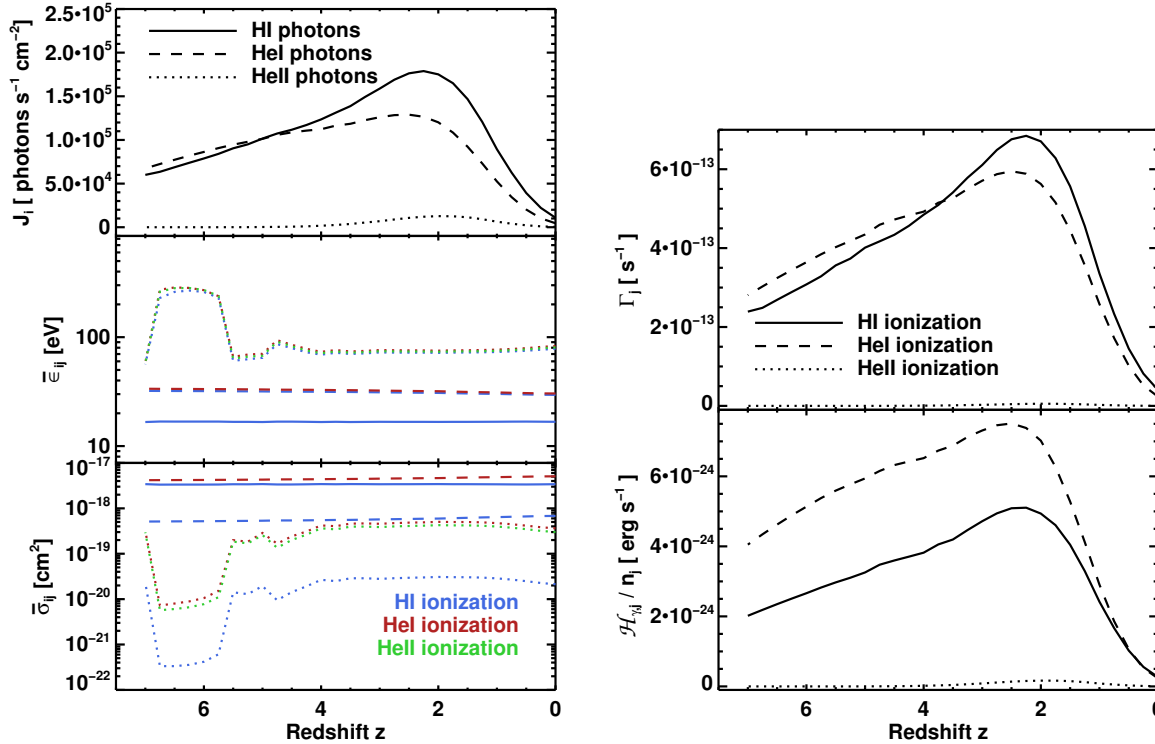 2.5•10⁵
2.0•10⁵
1.5•10⁵
1.0•10⁵
5.0•10⁴
0
J_i [ photons s⁻¹ cm⁻²]
HI photons
HeI photons
HeII photons
100
10
ε̅_ij [eV]
10⁻¹⁷
10⁻¹⁸
10⁻¹⁹
10⁻²⁰
10⁻²¹
10⁻²²
σ̅_ij [cm²]
HI ionization
HeI ionization
HeII ionization
6
4
2
0
Redshift z
6•10⁻¹³
4•10⁻¹³
2•10⁻¹³
0
Γ_j [ s⁻¹]
HI ionization
HeI ionization
HeII ionization
6•10⁻²⁴
4•10⁻²⁴
2•10⁻²⁴
0
ℋ_γ,j / n_j [ erg s⁻¹]
6
4
2
0
Redshift z